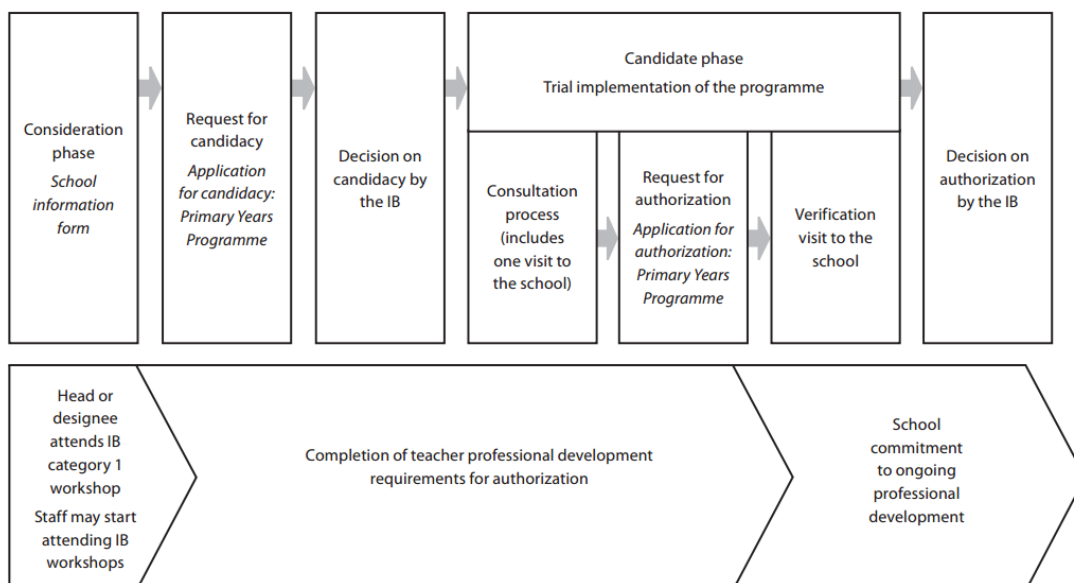 Consideration
phase
School
information
form
Request for
candidacy
Application
for candidacy:
Primary Years
Programme
Decision on
candidacy by
the IB
Candidate phase
Trial implementation of the programme
Consultation
process
(includes
one visit to
the school)
Request for
authorization
Application for
authorization:
Primary Years
Programme
Verification
visit to the
school
Decision on
authorization
by the IB
Head or
designee
attends IB
category 1
workshop
Staff may start
attending IB
workshops
Completion of teacher professional development
requirements for authorization
School
commitment
to ongoing
professional
development